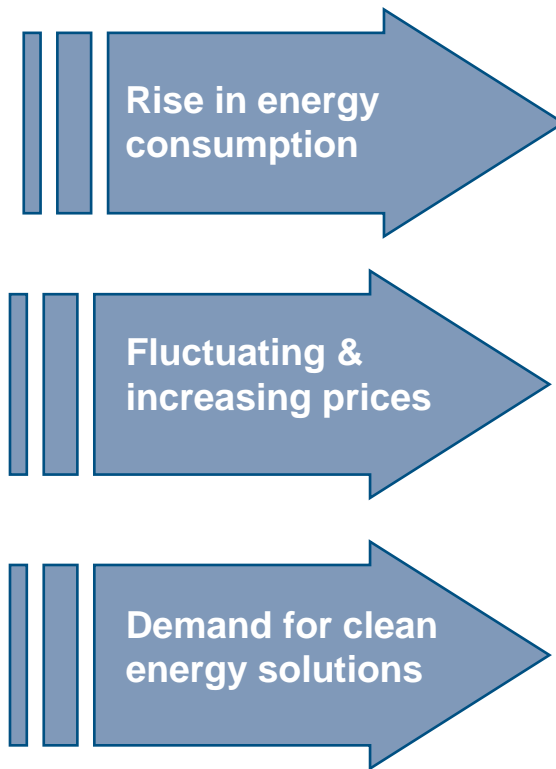 Rise in energy
consumption
Fluctuating &
increasing prices
Demand for clean
energy solutions